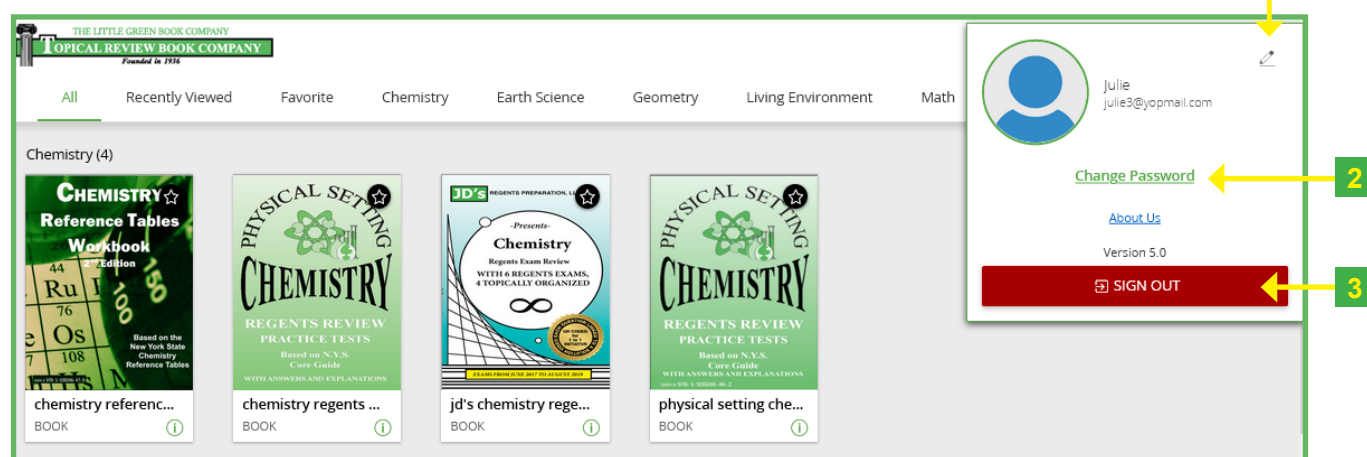 THE LITTLE GREEN BOOK COMPANY
TOPICAL REVIEW BOOK COMPANY
Founded in 1936
All Recently Viewed Favorite Chemistry Earth Science Geometry Living Environment Math
Julie
julie3@yopmail.com
Change Password
2
About Us
Version 5.0
SIGN OUT
3
Chemistry (4)
CHEMISTRY
Reference Tables
Workbook
2nd Edition
44
Ru
76
Os
108
150
100
Based on the
New York State
Chemistry
Reference Tables
chemistry referenc...
BOOK
PHYSICAL SETTING
CHEMISTRY
REGENTS REVIEW
PRACTICE TESTS
Based on N.Y.S.
Core Guide
WITH ANSWERS AND EXPLANATIONS
chemistry regents ...
BOOK
JD's REGENTS PREPARATION,
-Presents-
Chemistry
Regents Exam Review
WITH 6 REGENTS EXAMS,
4 TOPICALLY ORGANIZED
EXAMS FROM JUNE 2017 TO AUGUST 2019
jd's chemistry rege...
BOOK
PHYSICAL SETTING
CHEMISTRY
REGENTS REVIEW
PRACTICE TESTS
Based on N.Y.S.
Core Guide
WITH ANSWERS AND EXPLANATIONS
physical setting che...
BOOK